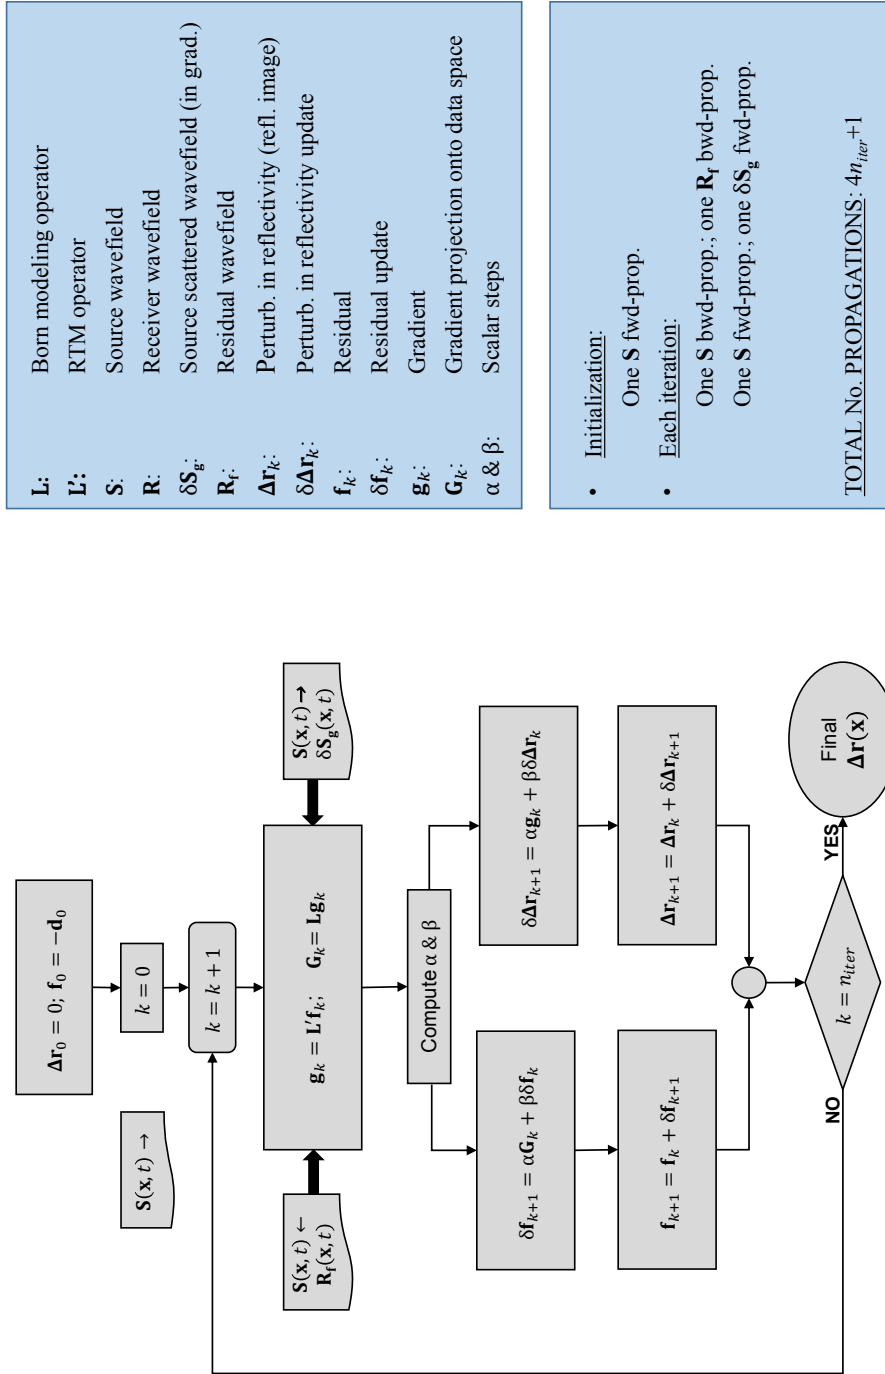 Δr₀ = 0; f₀ = −d₀
S(x, t) →
k = 0
k = k + 1
S(x, t) ←
R_f(x, t)
g_k = L′f_k; G_k = Lg_k
S(x, t) →
δS_g(x, t)
Compute α & β
δf_{k+1} = αG_k + βδf_k
δΔr_{k+1} = αg_k + βδΔr_k
f_{k+1} = f_k + δf_{k+1}
Δr_{k+1} = Δr_k + δΔr_{k+1}
NO
k = n_{iter}
YES
Final
Δr(x)
L: Born modeling operator
L′: RTM operator
S: Source wavefield
R: Receiver wavefield
δS_g: Source scattered wavefield (in grad.)
R_f: Residual wavefield
Δr_k: Perturb. in reflectivity (refl. image)
δΔr_k: Perturb. in reflectivity update
f_k: Residual
δf_k: Residual update
g_k: Gradient
G_k: Gradient projection onto data space
α & β: Scalar steps
• Initialization:
One S fwd-prop.
• Each iteration:
One S bwd-prop.; one R_f bwd-prop.
One S fwd-prop.; one δS_g fwd-prop.
TOTAL No. PROPAGATIONS: 4n_{iter}+1